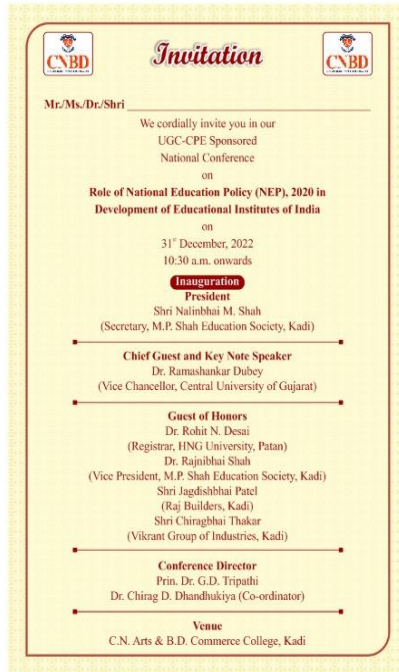 CNBD
Invitation
CNBD
Mr./Ms./Dr./Shri
We cordially invite you in our
UGC-CPE Sponsored
National Conference
on
Role of National Education Policy (NEP), 2020 in
Development of Educational Institutes of India
on
31st December, 2022
10:30 a.m. onwards
Inauguration
President
Shri Nalinbhai M. Shah
(Secretary, M.P. Shah Education Society, Kadi)
Chief Guest and Key Note Speaker
Dr. Ramashankar Dubey
(Vice Chancellor, Central University of Gujarat)
Guest of Honors
Dr. Rohit N. Desai
(Registrar, HNG University, Patan)
Dr. Rajnibhai Shah
(Vice President, M.P. Shah Education Society, Kadi)
Shri Jagdishbhai Patel
(Raj Builders, Kadi)
Shri Chiragbhai Thakar
(Vikrant Group of Industries, Kadi)
Conference Director
Prin. Dr. G.D. Tripathi
Dr. Chirag D. Dhandhukiya (Co-ordinator)
Venue
C.N. Arts & B.D. Commerce College, Kadi